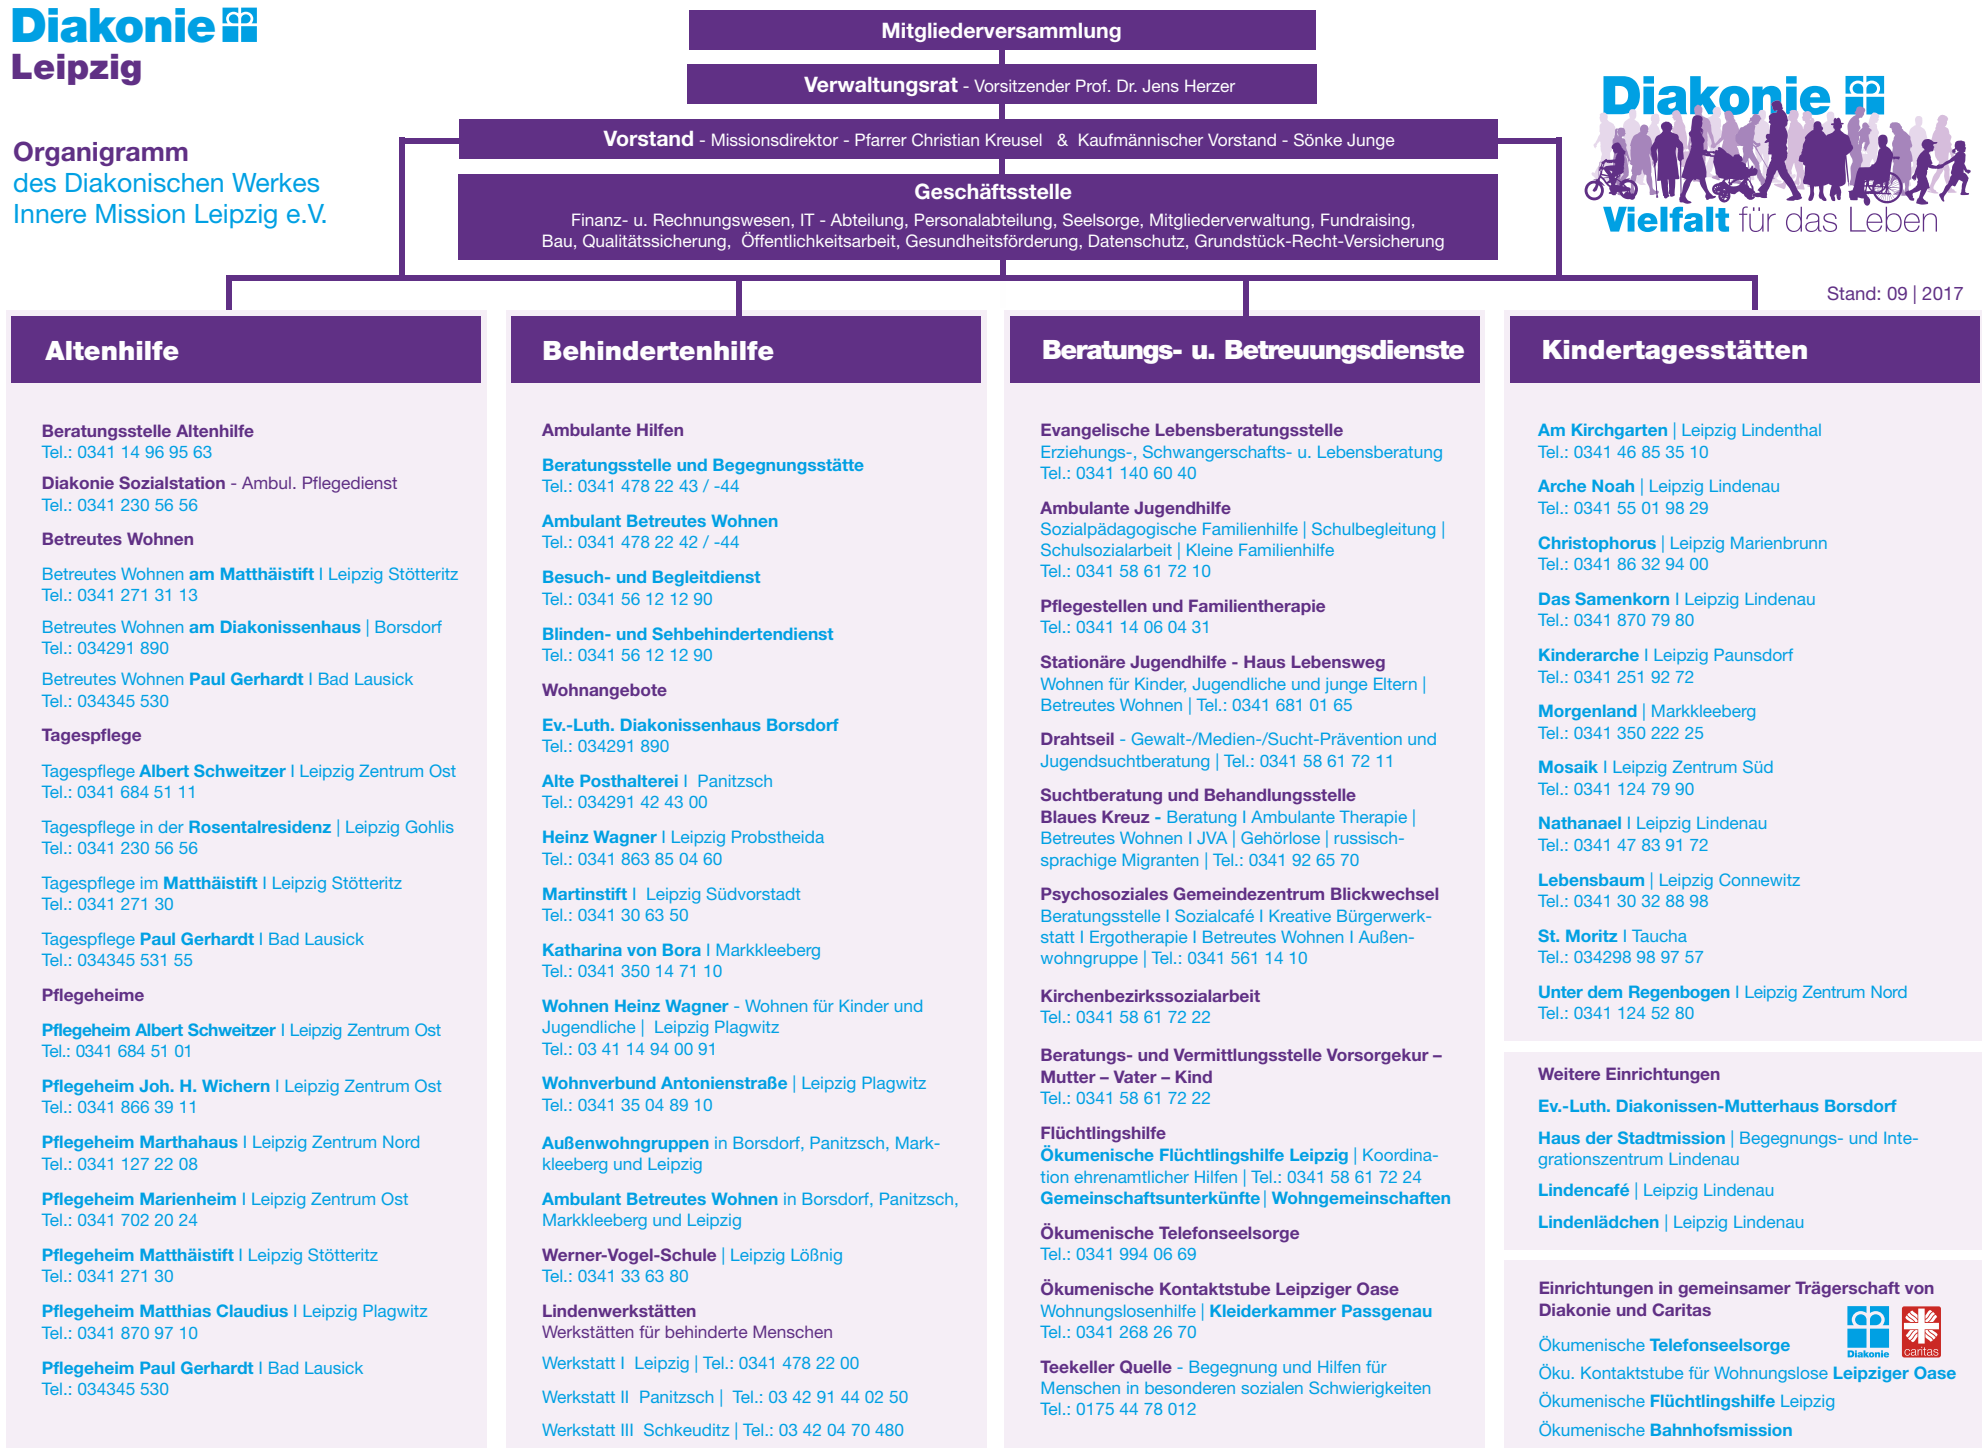 Diakonie
Leipzig
Organigramm
des Diakonischen Werkes
Innere Mission Leipzig e.V.
Mitgliederversammlung
Verwaltungsrat - Vorsitzender Prof. Dr. Jens Herzer
Vorstand - Missionsdirektor - Pfarrer Christian Kreusel & Kaufmännischer Vorstand - Sönke Junge
Geschäftsstelle
Finanz- u. Rechnungswesen, IT - Abteilung, Personalabteilung, Seelsorge, Mitgliederverwaltung, Fundraising,
Bau, Qualitätssicherung, Öffentlichkeitsarbeit, Gesundheitsförderung, Datenschutz, Grundstück-Recht-Versicherung
Diakonie
Vielfalt für das Leben
Stand: 09 | 2017
Altenhilfe
Beratungsstelle Altenhilfe
Tel.: 0341 14 96 95 63
Diakonie Sozialstation - Ambul. Pflegedienst
Tel.: 0341 230 56 56
Betreutes Wohnen
Betreutes Wohnen am Matthäistift I Leipzig Stötteritz
Tel.: 0341 271 31 13
Betreutes Wohnen am Diakonissenhaus | Borsdorf
Tel.: 034291 890
Betreutes Wohnen Paul Gerhardt I Bad Lausick
Tel.: 034345 530
Tagespflege
Tagespflege Albert Schweitzer I Leipzig Zentrum Ost
Tel.: 0341 684 51 11
Tagespflege in der Rosentalresidenz | Leipzig Gohlis
Tel.: 0341 230 56 56
Tagespflege im Matthäistift I Leipzig Stötteritz
Tel.: 0341 271 30
Tagespflege Paul Gerhardt I Bad Lausick
Tel.: 034345 531 55
Pflegeheime
Pflegeheim Albert Schweitzer I Leipzig Zentrum Ost
Tel.: 0341 684 51 01
Pflegeheim Joh. H. Wichern I Leipzig Zentrum Ost
Tel.: 0341 866 39 11
Pflegeheim Marthahaus I Leipzig Zentrum Nord
Tel.: 0341 127 22 08
Pflegeheim Marienheim I Leipzig Zentrum Ost
Tel.: 0341 702 20 24
Pflegeheim Matthäistift I Leipzig Stötteritz
Tel.: 0341 271 30
Pflegeheim Matthias Claudius I Leipzig Plagwitz
Tel.: 0341 870 97 10
Pflegeheim Paul Gerhardt I Bad Lausick
Tel.: 034345 530
Behindertenhilfe
Ambulante Hilfen
Beratungsstelle und Begegnungsstätte
Tel.: 0341 478 22 43 / -44
Ambulant Betreutes Wohnen
Tel.: 0341 478 22 42 / -44
Besuch- und Begleitdienst
Tel.: 0341 56 12 12 90
Blinden- und Sehbehindertendienst
Tel.: 0341 56 12 12 90
Wohnangebote
Ev.-Luth. Diakonissenhaus Borsdorf
Tel.: 034291 890
Alte Posthalterei I Panitzsch
Tel.: 034291 42 43 00
Heinz Wagner I Leipzig Probstheida
Tel.: 0341 863 85 04 60
Martinstift I Leipzig Südvorstadt
Tel.: 0341 30 63 50
Katharina von Bora I Markkleeberg
Tel.: 0341 350 14 71 10
Wohnen Heinz Wagner - Wohnen für Kinder und
Jugendliche | Leipzig Plagwitz
Tel.: 03 41 14 94 00 91
Wohnverbund Antonienstraße | Leipzig Plagwitz
Tel.: 0341 35 04 89 10
Außenwohngruppen in Borsdorf, Panitzsch, Mark-
kleeberg und Leipzig
Ambulant Betreutes Wohnen in Borsdorf, Panitzsch,
Markkleeberg und Leipzig
Werner-Vogel-Schule | Leipzig Lößnig
Tel.: 0341 33 63 80
Lindenwerkstätten
Werkstätten für behinderte Menschen
Werkstatt I Leipzig | Tel.: 0341 478 22 00
Werkstatt II Panitzsch | Tel.: 03 42 91 44 02 50
Werkstatt III Schkeuditz | Tel.: 03 42 04 70 480
Beratungs- u. Betreuungsdienste
Evangelische Lebensberatungsstelle
Erziehungs-, Schwangerschafts- u. Lebensberatung
Tel.: 0341 140 60 40
Ambulante Jugendhilfe
Sozialpädagogische Familienhilfe | Schulbegleitung |
Schulsozialarbeit | Kleine Familienhilfe
Tel.: 0341 58 61 72 10
Pflegestellen und Familientherapie
Tel.: 0341 14 06 04 31
Stationäre Jugendhilfe - Haus Lebensweg
Wohnen für Kinder, Jugendliche und junge Eltern |
Betreutes Wohnen | Tel.: 0341 681 01 65
Drahtseil - Gewalt-/Medien-/Sucht-Prävention und
Jugendsuchtberatung | Tel.: 0341 58 61 72 11
Suchtberatung und Behandlungsstelle
Blaues Kreuz - Beratung I Ambulante Therapie |
Betreutes Wohnen I JVA | Gehörlose | russisch-
sprachige Migranten | Tel.: 0341 92 65 70
Psychosoziales Gemeindezentrum Blickwechsel
Beratungsstelle I Sozialcafé I Kreative Bürgerwerk-
statt I Ergotherapie I Betreutes Wohnen I Außen-
wohngruppe | Tel.: 0341 561 14 10
Kirchenbezirkssozialarbeit
Tel.: 0341 58 61 72 22
Beratungs- und Vermittlungsstelle Vorsorgekur –
Mutter – Vater – Kind
Tel.: 0341 58 61 72 22
Flüchtlingshilfe
Ökumenische Flüchtlingshilfe Leipzig | Koordina-
tion ehrenamtlicher Hilfen | Tel.: 0341 58 61 72 24
Gemeinschaftsunterkünfte | Wohngemeinschaften
Ökumenische Telefonseelsorge
Tel.: 0341 994 06 69
Ökumenische Kontaktstube Leipziger Oase
Wohnungslosenhilfe | Kleiderkammer Passgenau
Tel.: 0341 268 26 70
Teekeller Quelle - Begegnung und Hilfen für
Menschen in besonderen sozialen Schwierigkeiten
Tel.: 0175 44 78 012
Kindertagesstätten
Am Kirchgarten | Leipzig Lindenthal
Tel.: 0341 46 85 35 10
Arche Noah | Leipzig Lindenau
Tel.: 0341 55 01 98 29
Christophorus | Leipzig Marienbrunn
Tel.: 0341 86 32 94 00
Das Samenkorn I Leipzig Lindenau
Tel.: 0341 870 79 80
Kinderarche I Leipzig Paunsdorf
Tel.: 0341 251 92 72
Morgenland | Markkleeberg
Tel.: 0341 350 222 25
Mosaik I Leipzig Zentrum Süd
Tel.: 0341 124 79 90
Nathanael I Leipzig Lindenau
Tel.: 0341 47 83 91 72
Lebensbaum | Leipzig Connewitz
Tel.: 0341 30 32 88 98
St. Moritz I Taucha
Tel.: 034298 98 97 57
Unter dem Regenbogen I Leipzig Zentrum Nord
Tel.: 0341 124 52 80
Weitere Einrichtungen
Ev.-Luth. Diakonissen-Mutterhaus Borsdorf
Haus der Stadtmission | Begegnungs- und Inte-
grationszentrum Lindenau
Lindencafé | Leipzig Lindenau
Lindenlädchen | Leipzig Lindenau
Einrichtungen in gemeinsamer Trägerschaft von
Diakonie und Caritas
Diakonie
caritas
Ökumenische Telefonseelsorge
Öku. Kontaktstube für Wohnungslose Leipziger Oase
Ökumenische Flüchtlingshilfe Leipzig
Ökumenische Bahnhofsmission